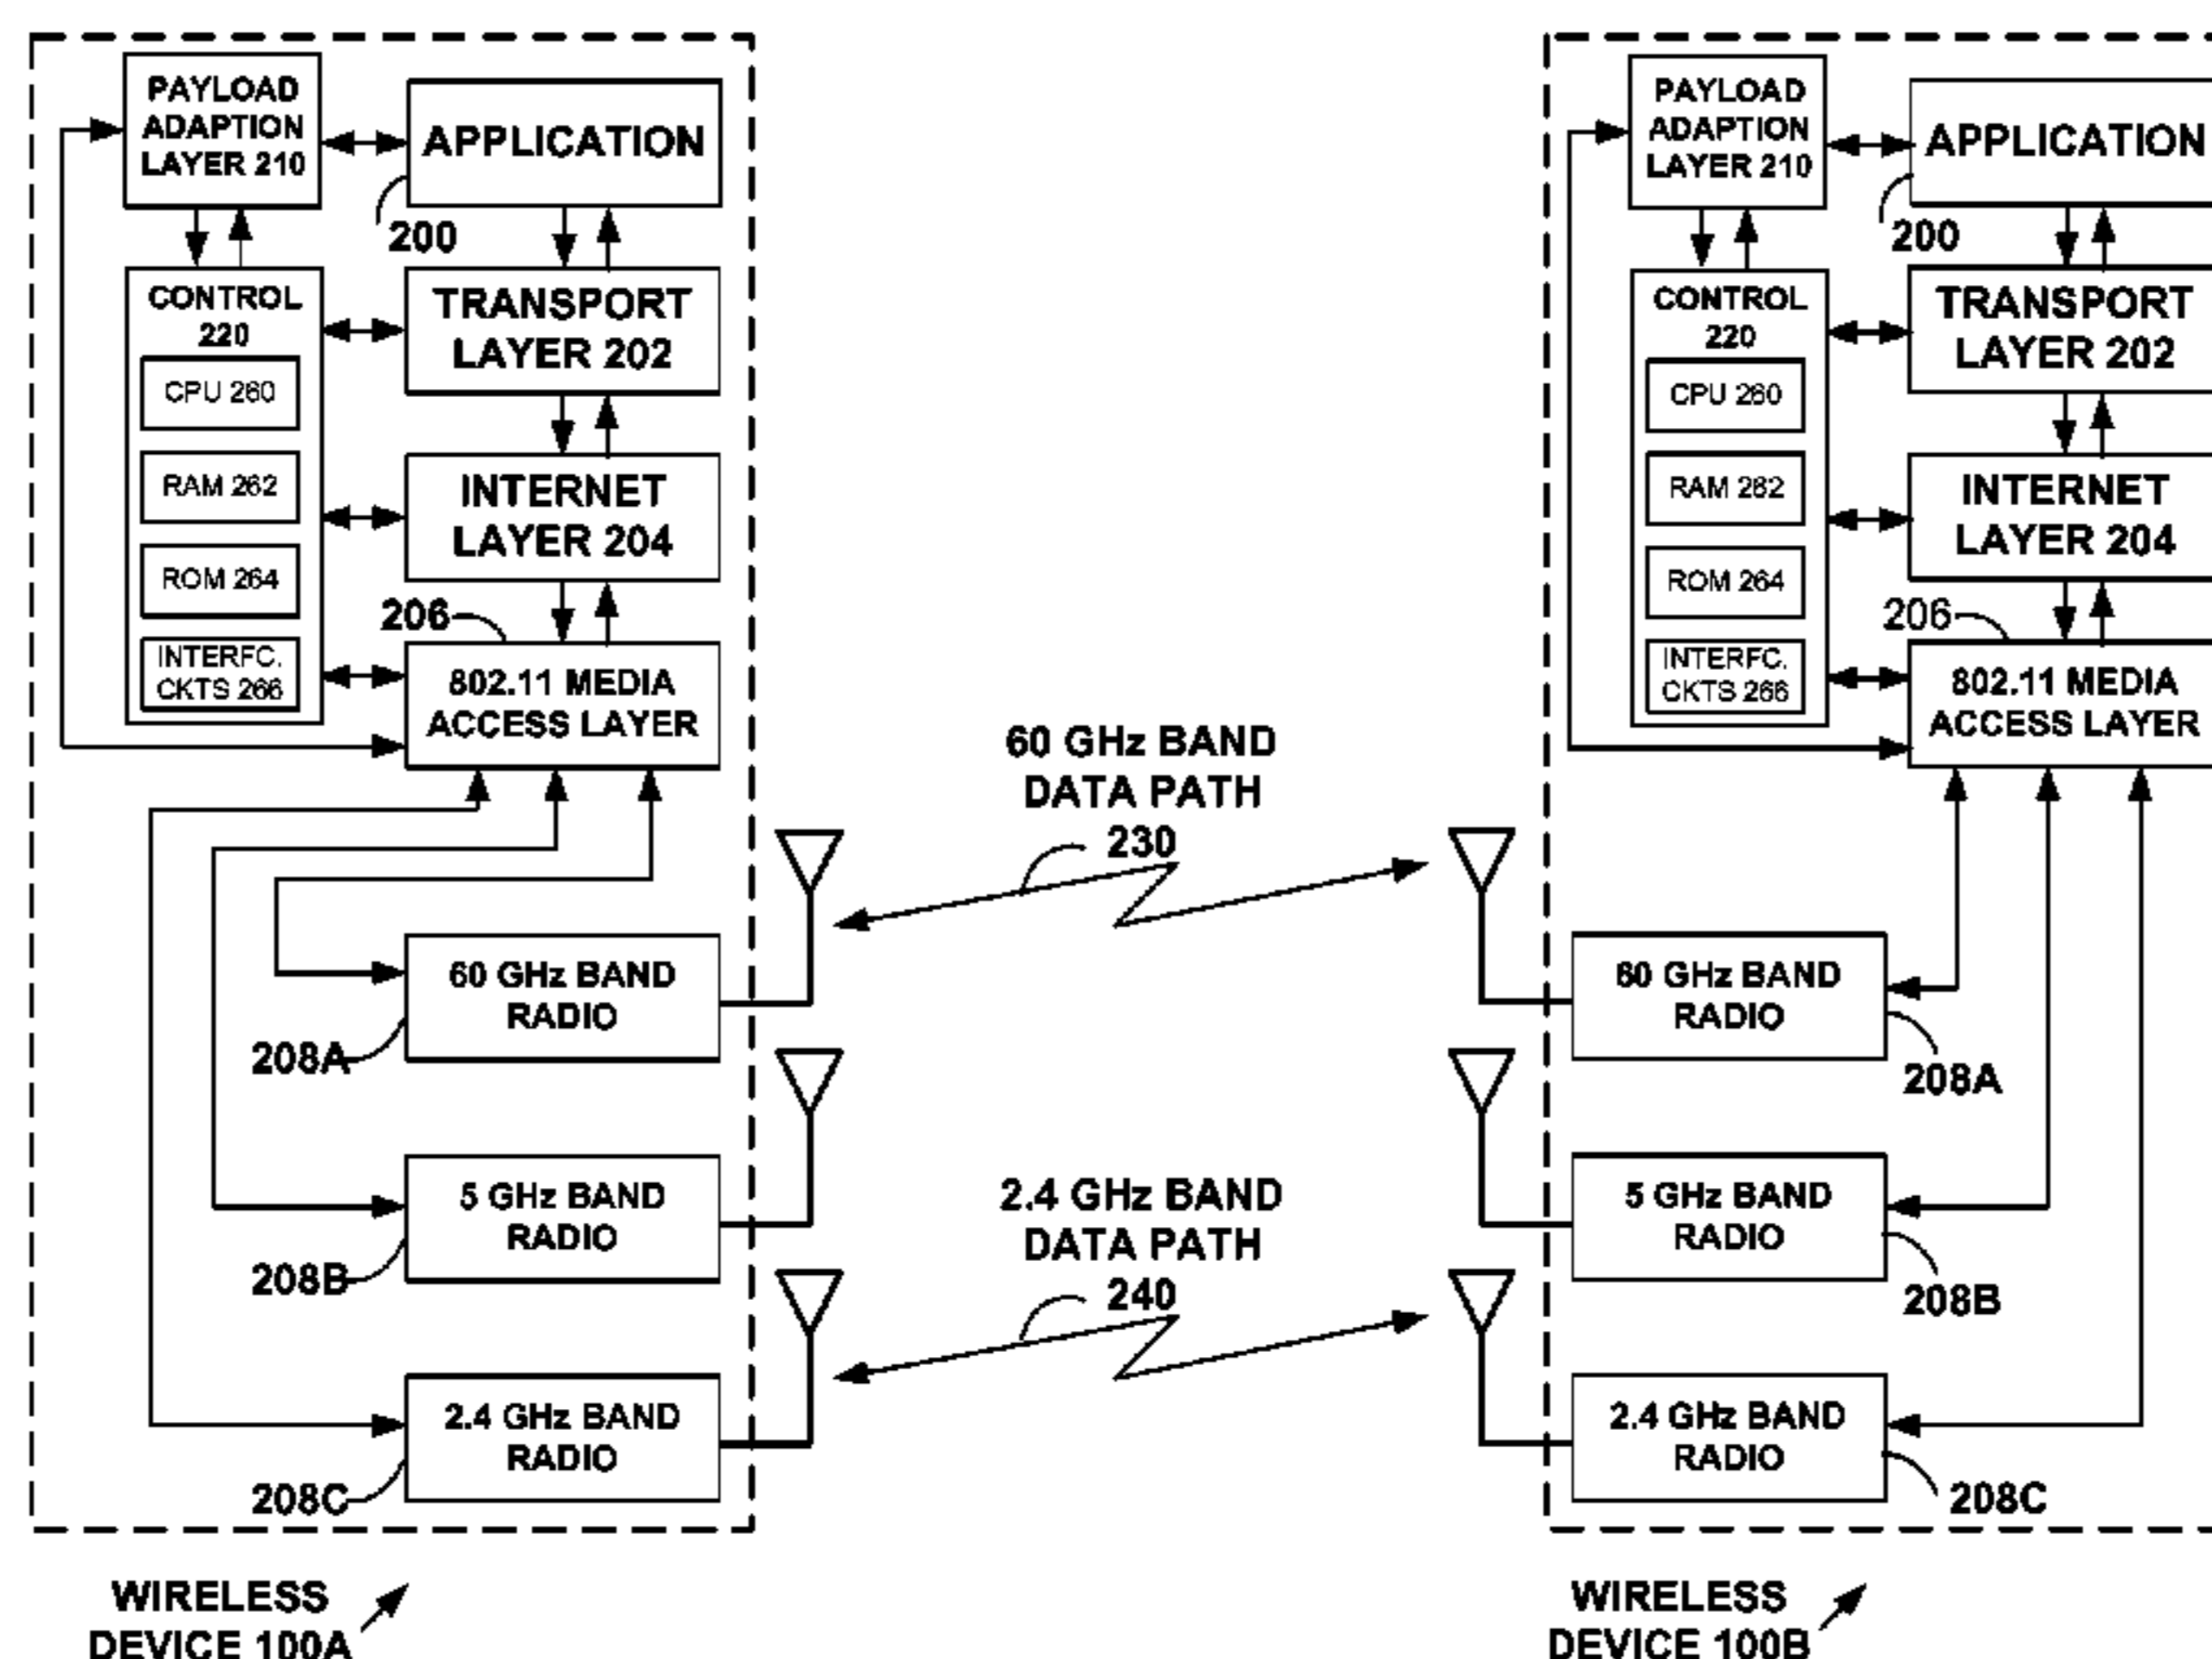 PAYLOAD
ADAPTION
LAYER 210
APPLICATION
200
CONTROL
220
CPU 260
RAM 262
ROM 264
INTERFC.
CKTS 266
TRANSPORT
LAYER 202
INTERNET
LAYER 204
206
802.11 MEDIA
ACCESS LAYER
60 GHz BAND
RADIO
208A
5 GHz BAND
RADIO
208B
2.4 GHz BAND
RADIO
208C
WIRELESS
DEVICE 100A
60 GHz BAND
DATA PATH
230
2.4 GHz BAND
DATA PATH
240
PAYLOAD
ADAPTION
LAYER 210
APPLICATION
200
CONTROL
220
CPU 260
RAM 262
ROM 264
INTERFC.
CKTS 266
TRANSPORT
LAYER 202
INTERNET
LAYER 204
206
802.11 MEDIA
ACCESS LAYER
60 GHz BAND
RADIO
208A
5 GHz BAND
RADIO
208B
2.4 GHz BAND
RADIO
208C
WIRELESS
DEVICE 100B